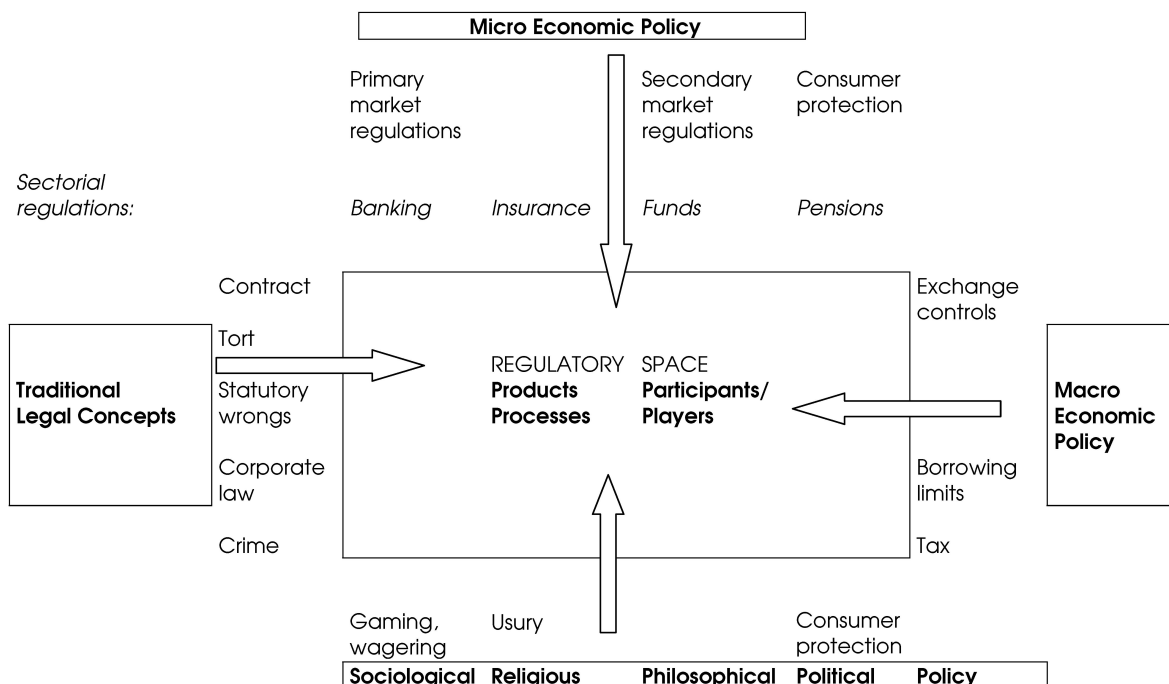 Micro Economic Policy
Primary market regulations
Secondary market regulations
Consumer protection
Sectorial regulations:
Banking Insurance Funds Pensions
Contract
Tort
Statutory wrongs
Corporate law
Crime
Traditional Legal Concepts
REGULATORY SPACE
Products Participants/
Processes Players
Exchange controls
Borrowing limits
Tax
Macro Economic Policy
Gaming, wagering
Usury
Consumer protection
Sociological Religious Philosophical Political Policy